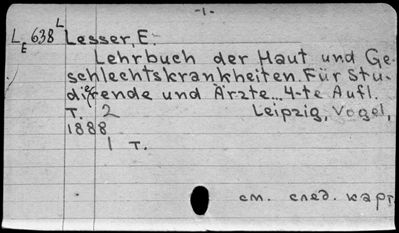 -1-
L E 638 L Lesser, E.
Lehrbuch der Haut und Ge-
schlechtskrankheiten. Für Stu-
dirende und Ärzte... 4-te Aufl.
T. 2 Leipzig, Vogel,
1888
1 т.
см. след. карт